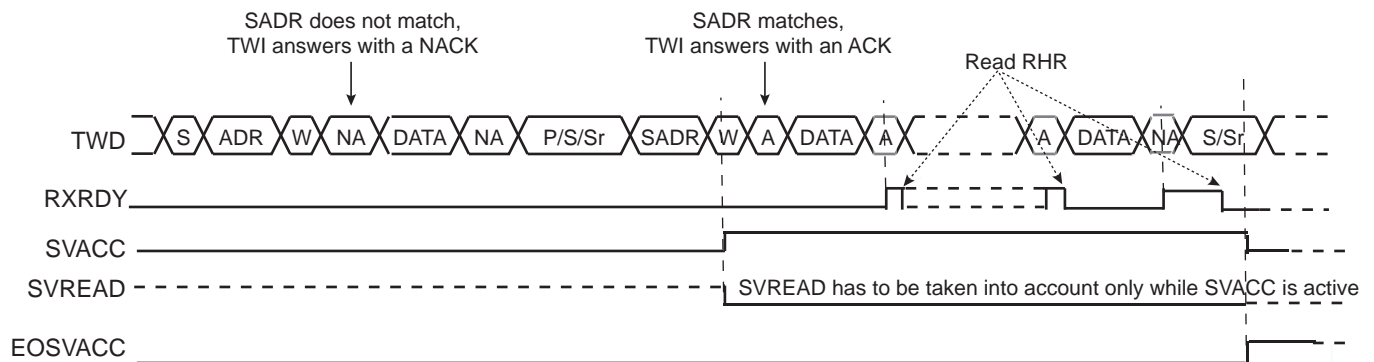 SADR does not match,
TWI answers with a NACK
SADR matches,
TWI answers with an ACK
Read RHR
TWD S ADR W NA DATA NA P/S/Sr SADR W A DATA A A DATA NA S/Sr
RXRDY
SVACC
SVREAD SVREAD has to be taken into account only while SVACC is active
EOSVACC